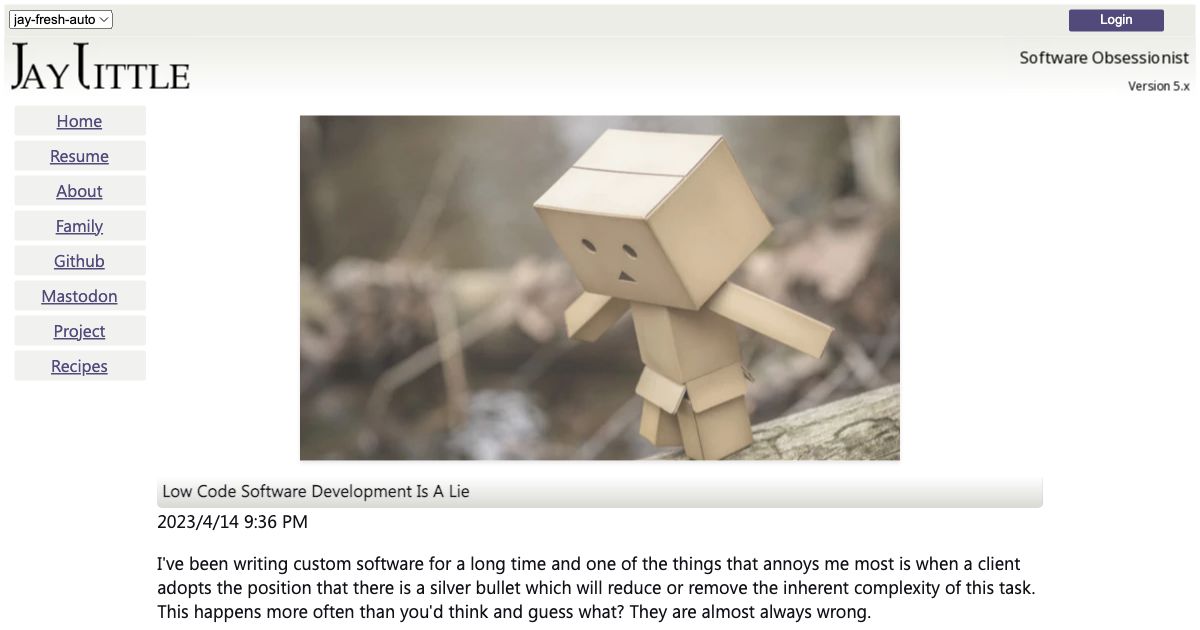 jay-fresh-auto
Login
Jay Little
Software Obsessionist
Version 5.x
Home
Resume
About
Family
Github
Mastodon
Project
Recipes
Low Code Software Development Is A Lie
2023/4/14 9:36 PM
I've been writing custom software for a long time and one of the things that annoys me most is when a client
adopts the position that there is a silver bullet which will reduce or remove the inherent complexity of this task.
This happens more often than you'd think and guess what? They are almost always wrong.